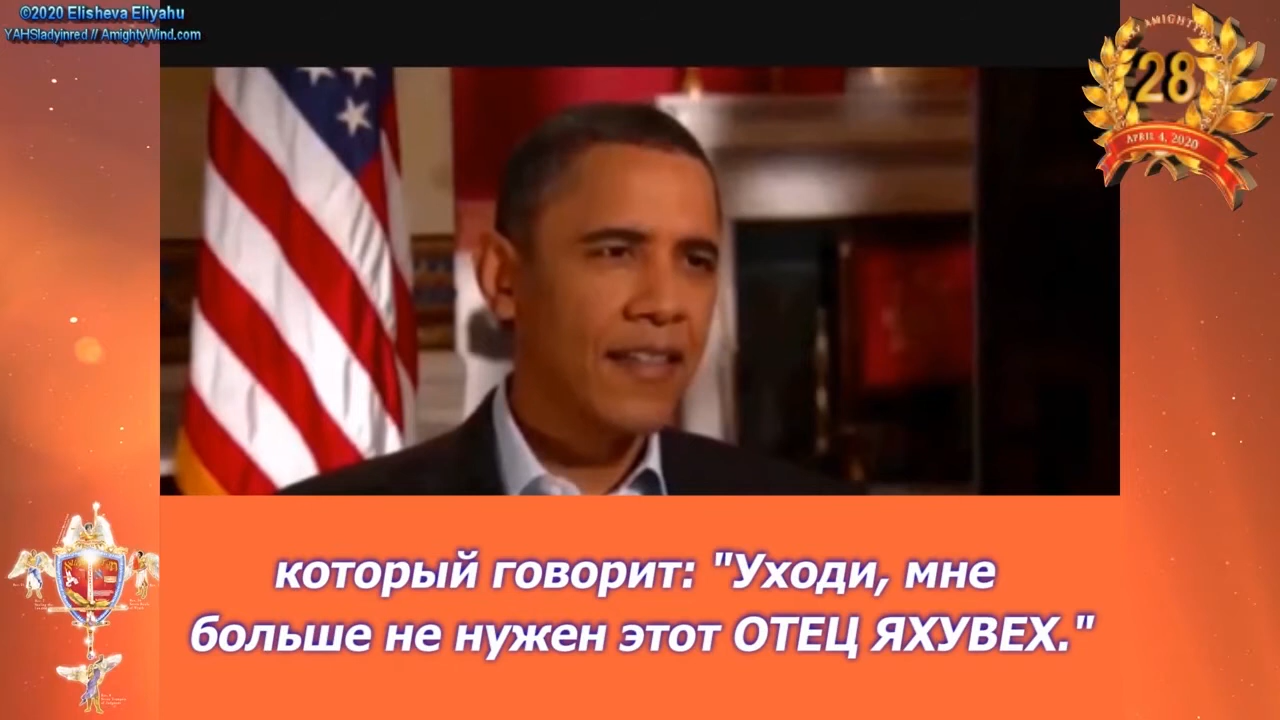 ©2020 Elisheva Eliyahu
YAHSladyinred // AmightyWind.com
28
APRIL 4, 2020
который говорит: "Уходи, мне
больше не нужен этот ОТЕЦ ЯХУВЕХ."